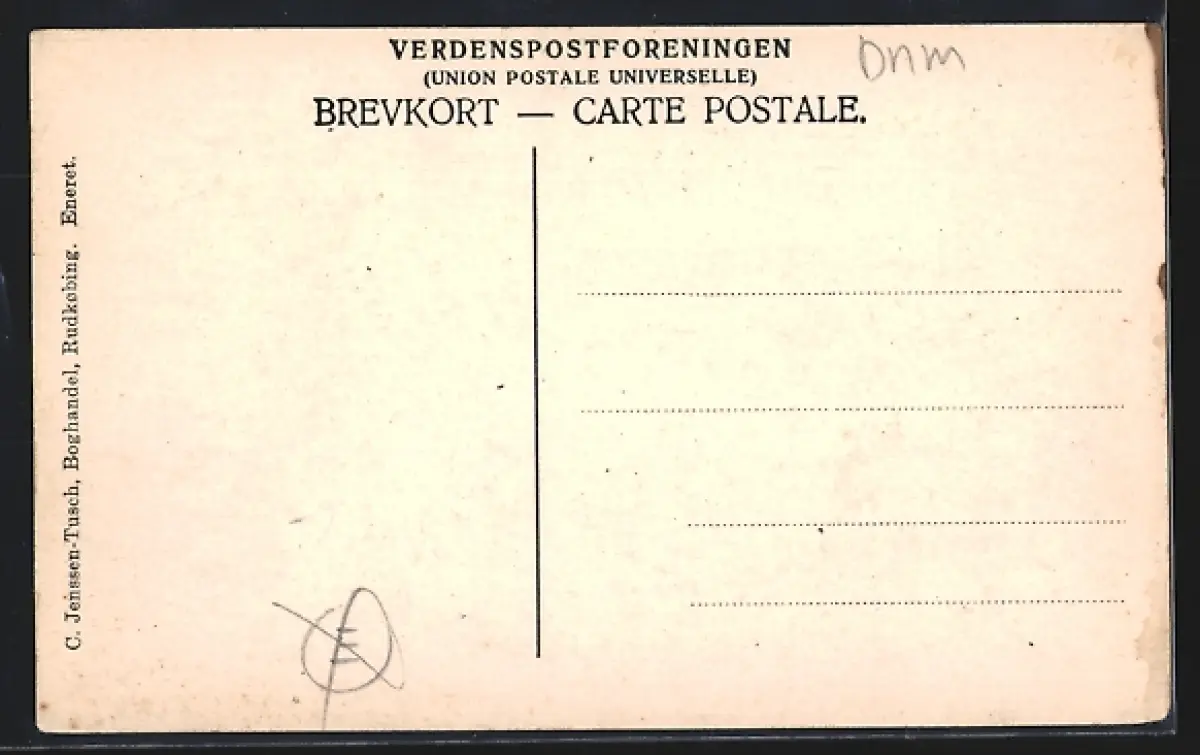 VERDENSPOSTFORENINGEN
(UNION POSTALE UNIVERSELLE)
BREVKORT — CARTE POSTALE.
Dnm
C. Jenssen-Tusch, Boghandel, Rudkøbing. Eneret.